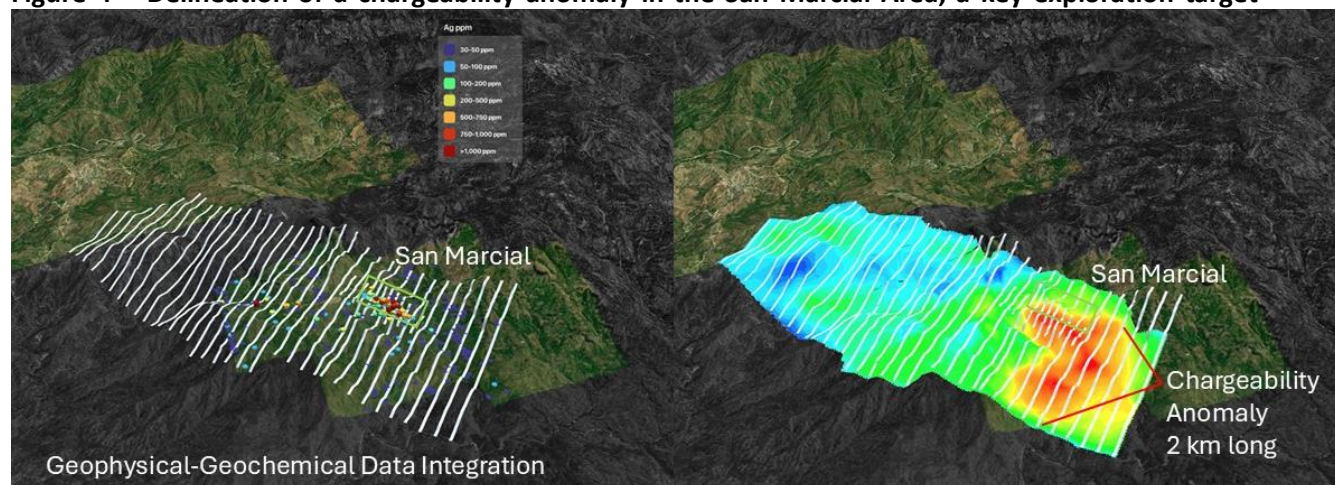 Figure 4 – Delineation of a chargeability anomaly in the San Marcial Area, a key exploration target
Ag ppm
30-50 ppm
50-100 ppm
100-200 ppm
200-500 ppm
500-750 ppm
750-1,000 ppm
>1,000 ppm
San Marcial
Geophysical-Geochemical Data Integration
San Marcial
Chargeability
Anomaly
2 km long